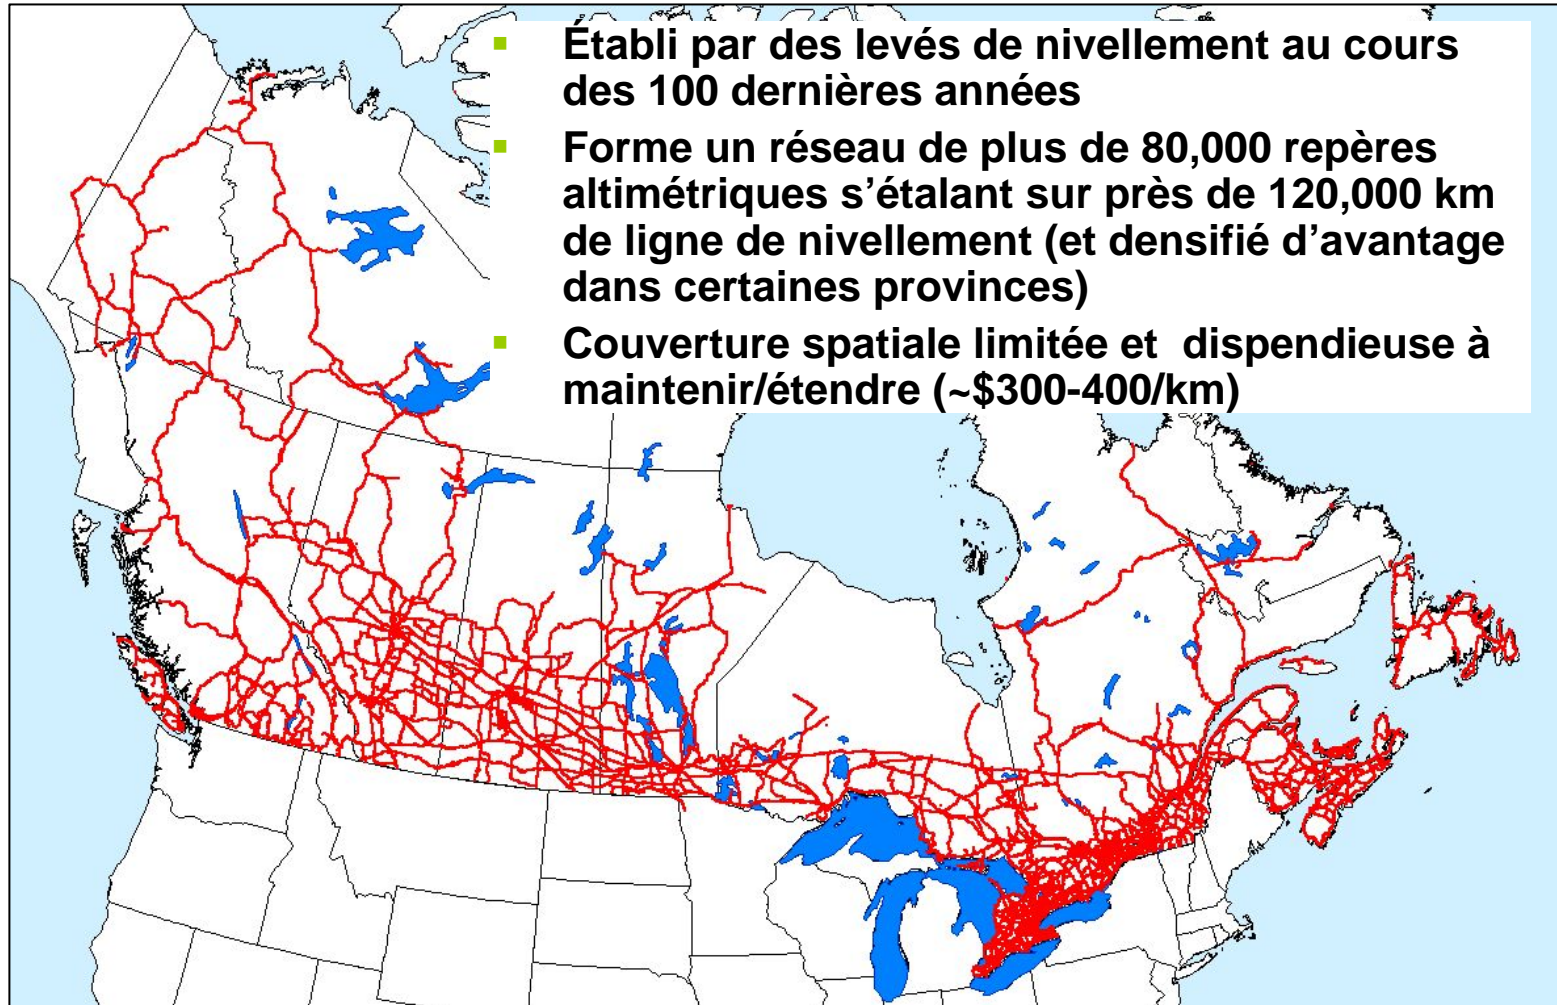 Établi par des levés de nivellement au cours
des 100 dernières années
Forme un réseau de plus de 80,000 repères
altimétriques s’étalant sur près de 120,000 km
de ligne de nivellement (et densifié d’avantage
dans certaines provinces)
Couverture spatiale limitée et  dispendieuse à
maintenir/étendre (~$300-400/km)